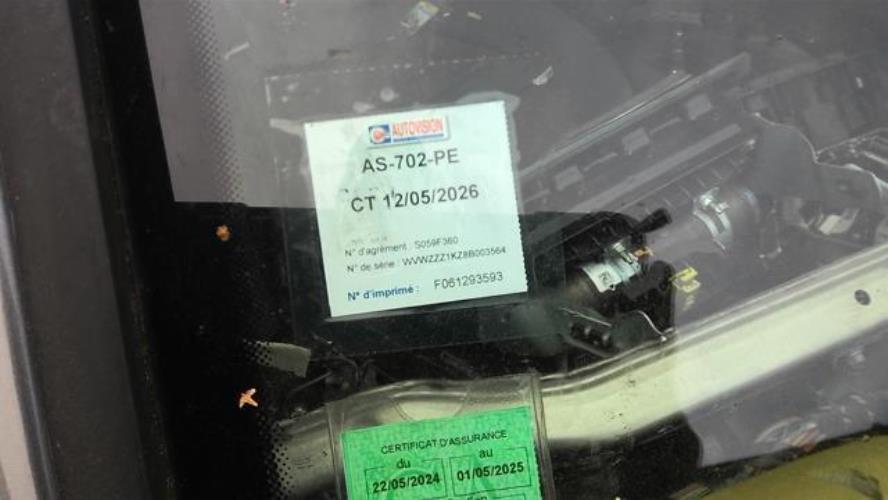 AUTOVISION
AS-702-PE
CT 12/05/2026
N° d'agrément : S059F360
N° de série : WVWZZZ1KZ8B003564
N° d'imprimé : F061293593
CERTIFICAT D'ASSURANCE
du au
22/05/2024 01/05/2025